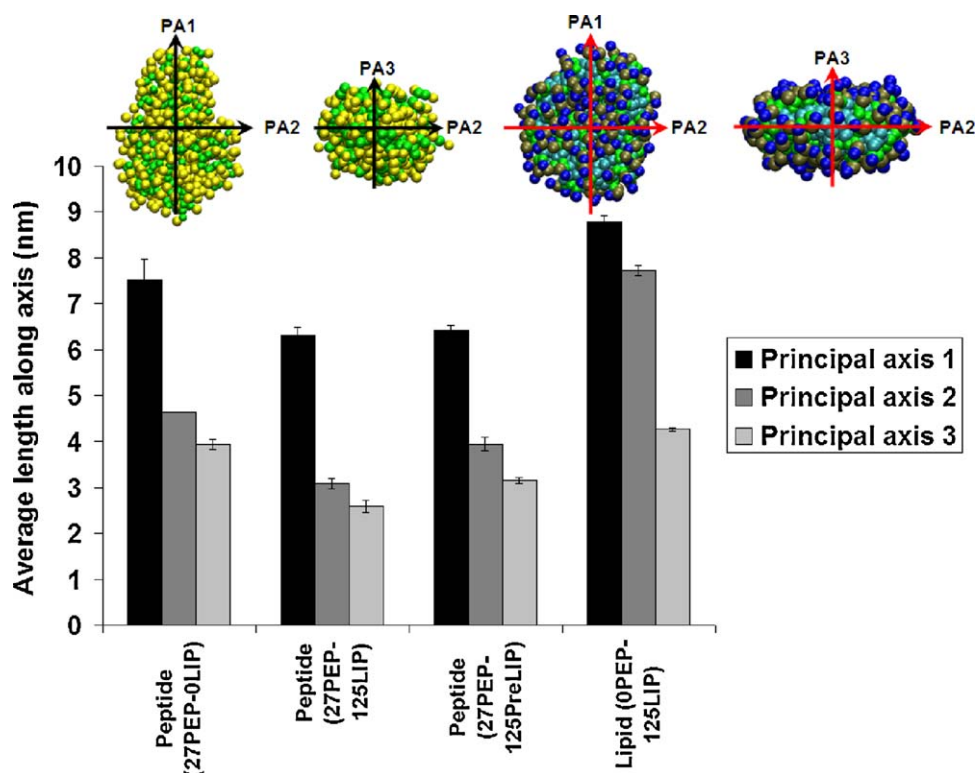 PA1
PA2
PA3
PA2
PA1
PA2
PA3
PA2
Average length along axis (nm)
10
9
8
7
6
5
4
3
2
1
0
Principal axis 1
Principal axis 2
Principal axis 3
Peptide
(27PEP-0LIP)
Peptide
(27PEP-
125LIP)
Peptide
(27PEP-
125PreLIP)
Lipid (0PEP-
125LIP)